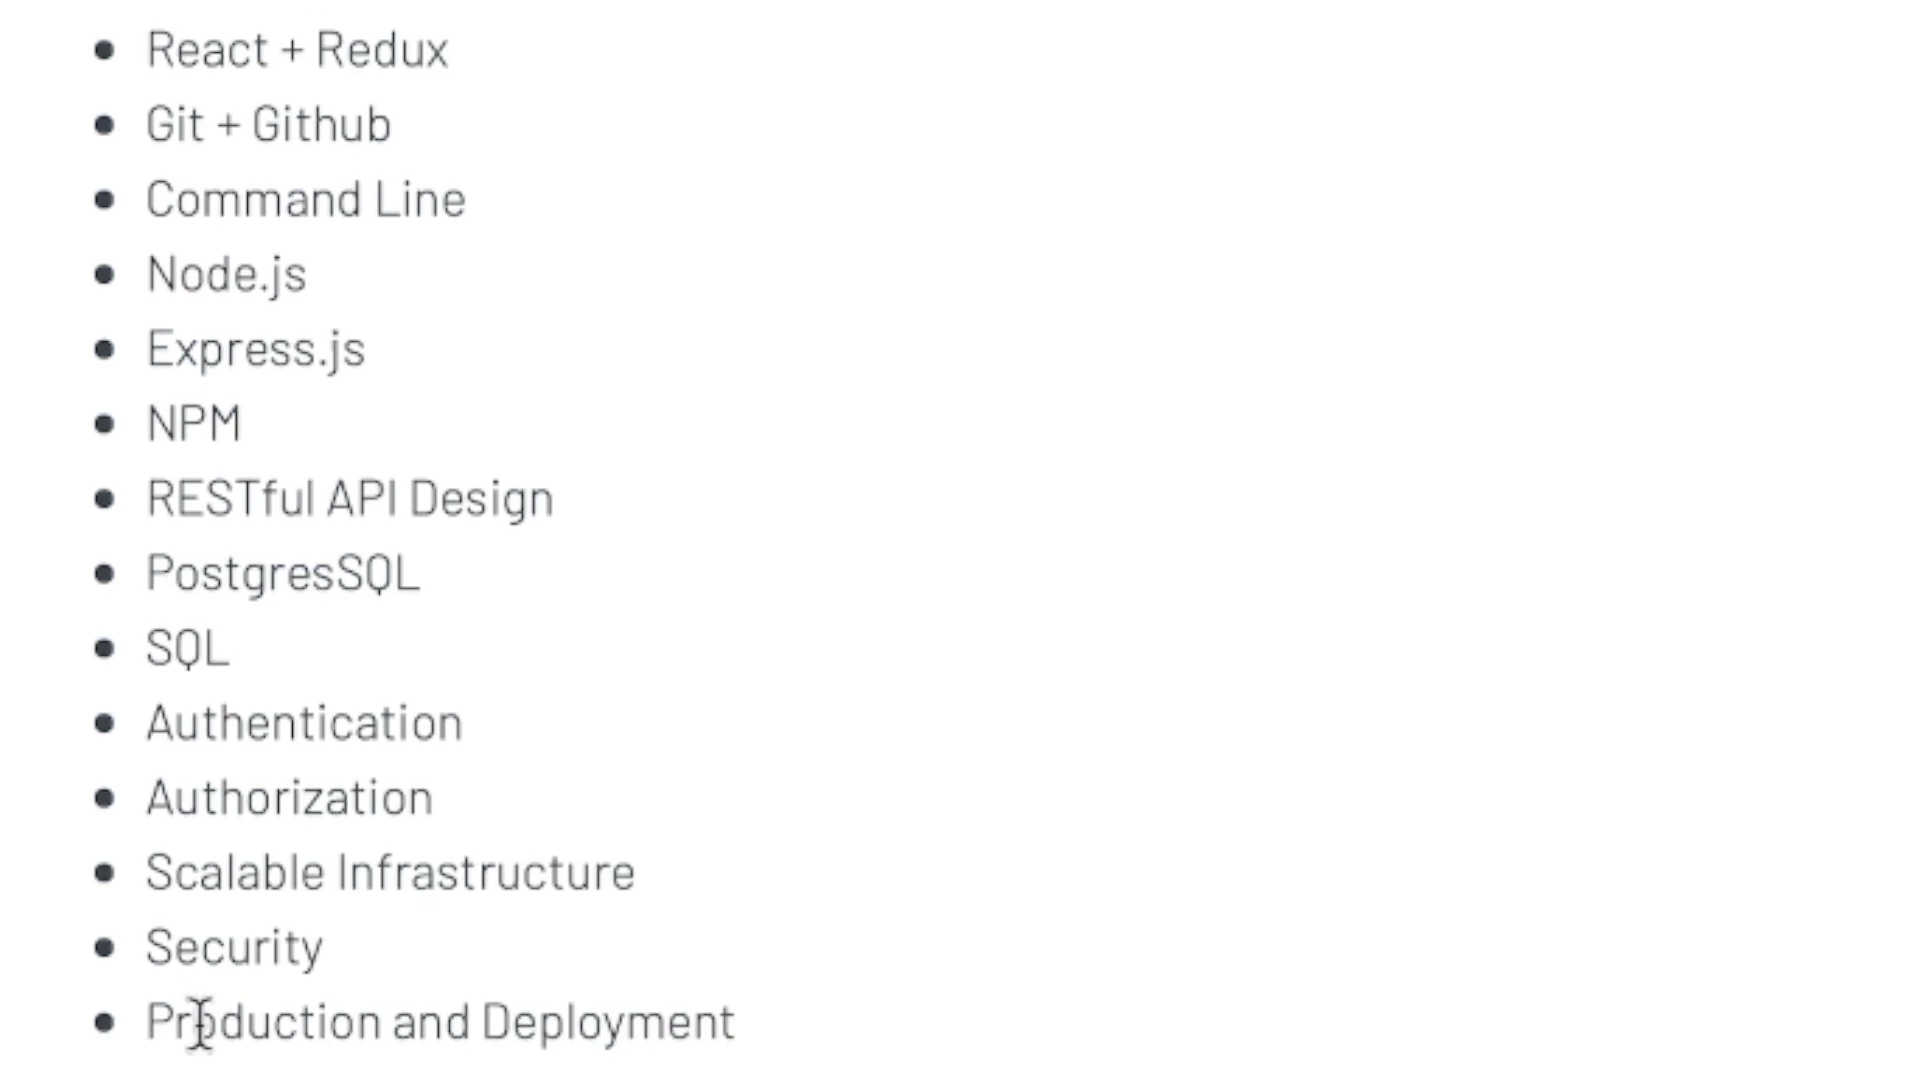 React + Redux
Git + Github
Command Line
Node.js
Express.js
NPM
RESTful API Design
PostgresSQL
SQL
Authentication
Authorization
Scalable Infrastructure
Security
Production and Deployment